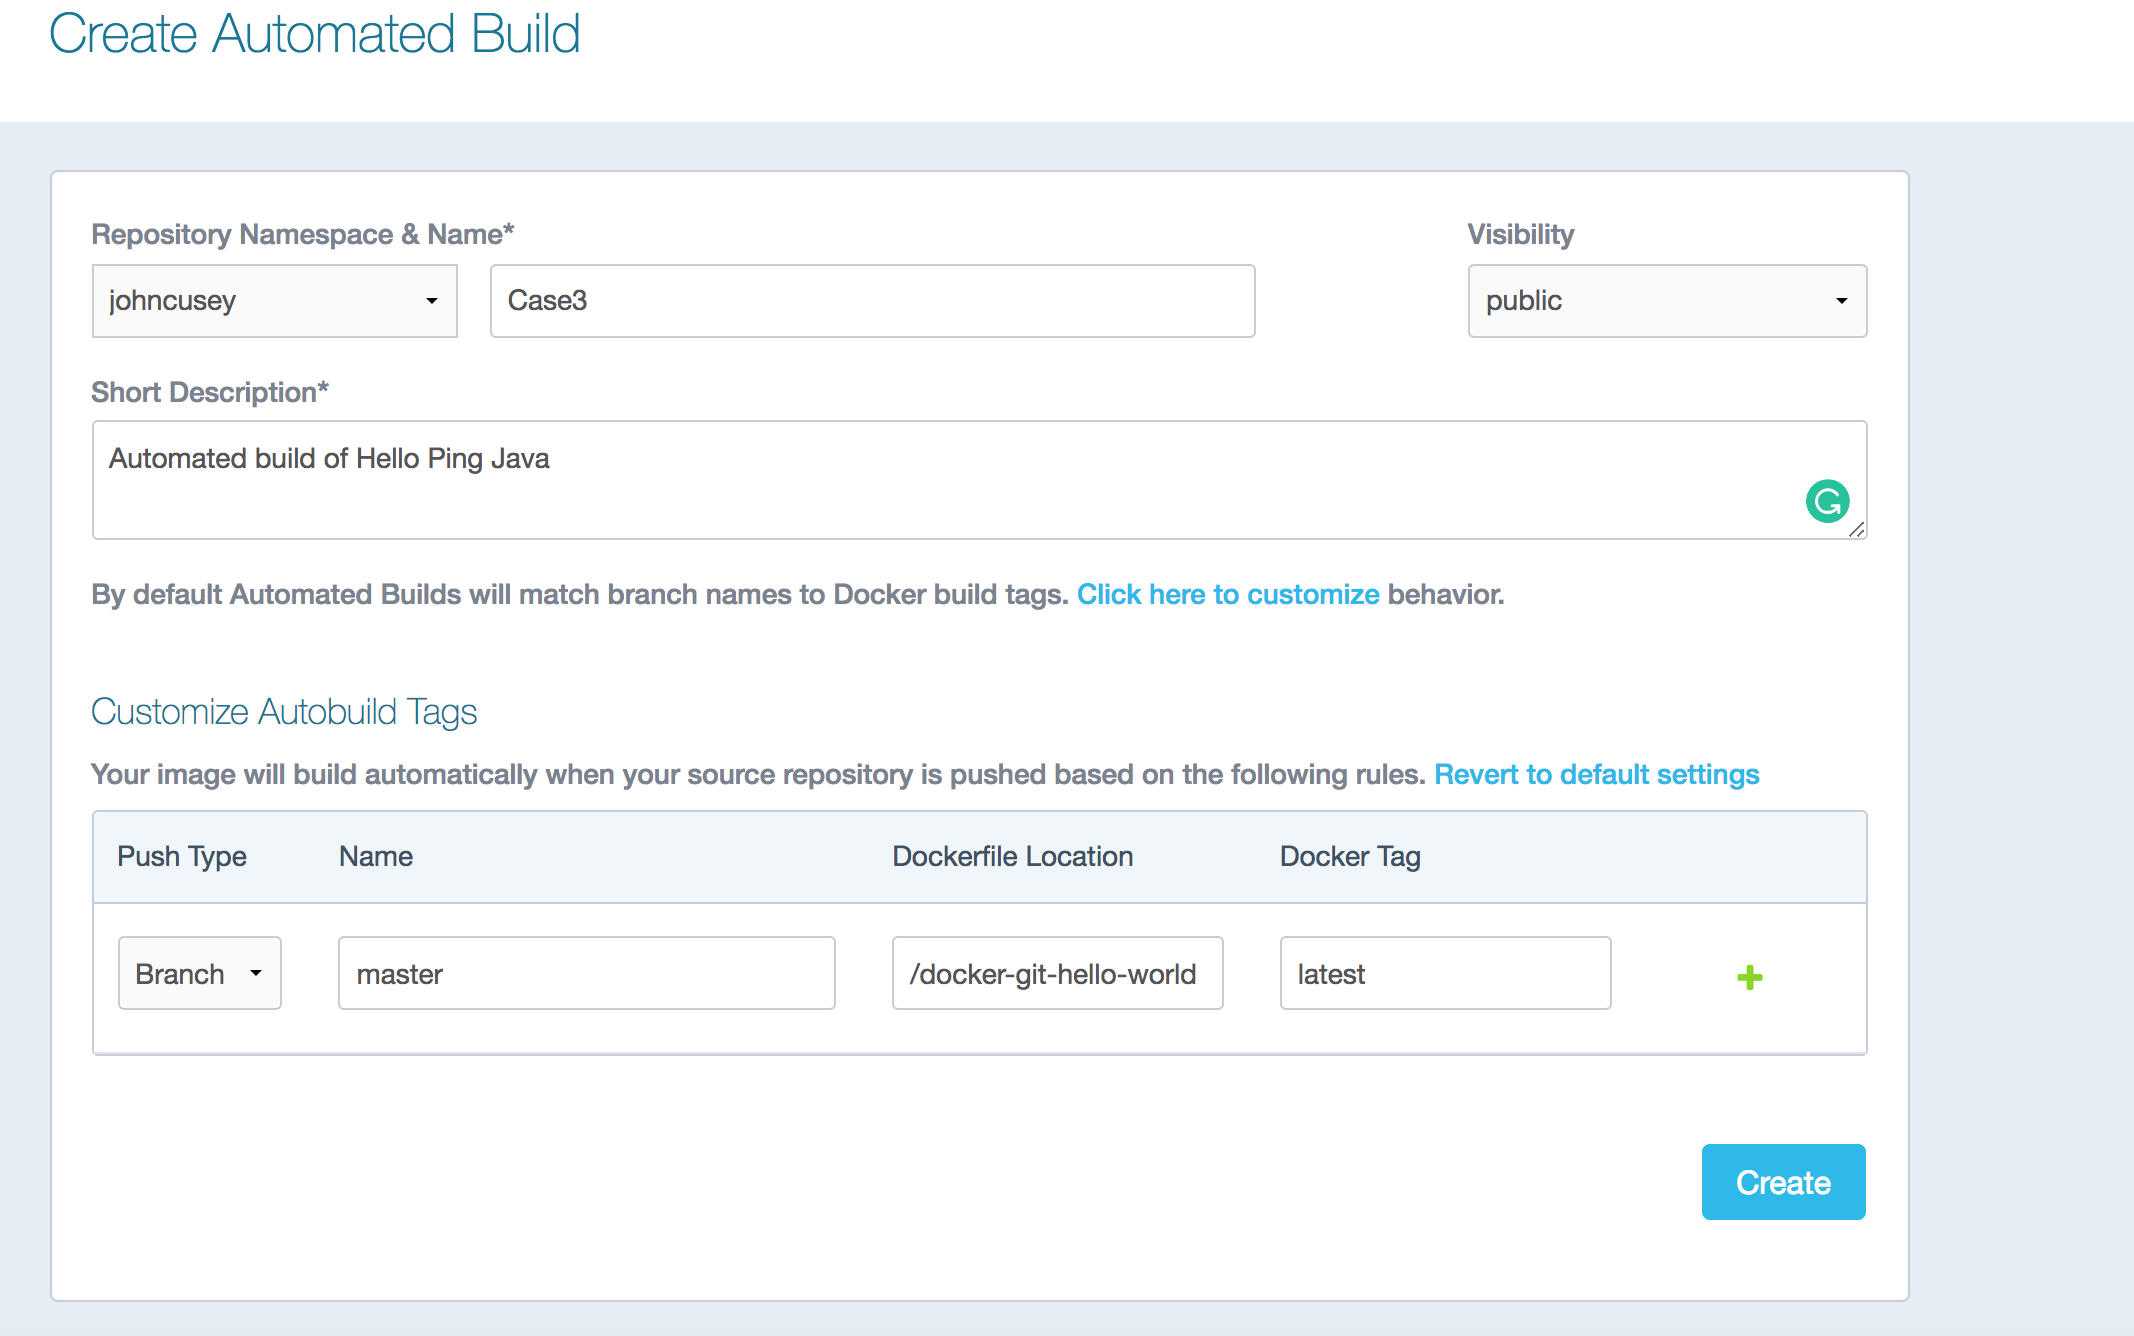 Create Automated Build
Repository Namespace & Name*
Visibility
johncusey
Case3
public
Short Description*
Automated build of Hello Ping Java
By default Automated Builds will match branch names to Docker build tags. Click here to customize behavior.
Customize Autobuild Tags
Your image will build automatically when your source repository is pushed based on the following rules. Revert to default settings
Push Type Name Dockerfile Location Docker Tag
Branch master /docker-git-hello-world latest
Create